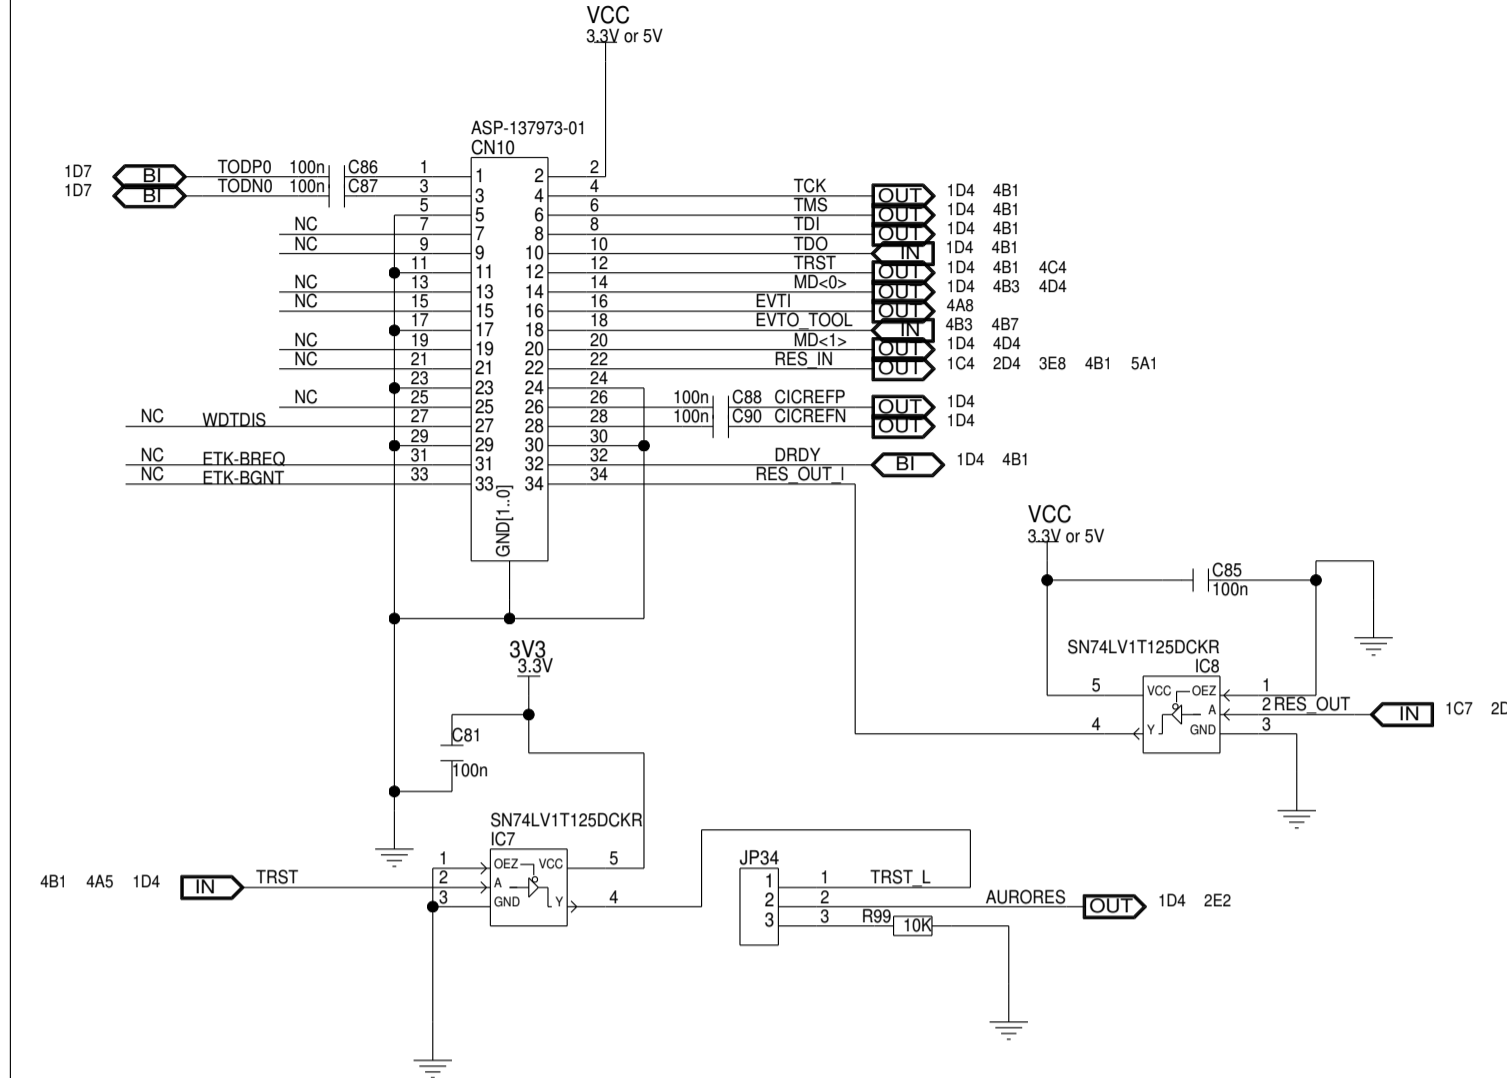 VCC
3.3V or 5V
ASP-137973-01
CN10
1D7 BI TODP0 100n C86 1 1 2 2
1D7 BI TODN0 100n C87 3 3 4 4 TCK OUT 1D4 4B1
5 5 6 6 TMS OUT 1D4 4B1
NC 7 7 8 8 TDI OUT 1D4 4B1
NC 9 9 10 10 TDO IN 1D4 4B1
11 11 12 12 TRST OUT 1D4 4B1 4C4
NC 13 13 14 14 MD<0> OUT 1D4 4B3 4D4
NC 15 15 16 16 EVTI OUT 4A8
17 17 18 18 EVTO_TOOL IN 4B3 4B7
NC 19 19 20 20 MD<1> OUT 1D4 4D4
NC 21 21 22 22 RES_IN OUT 1C4 2D4 3E8 4B1 5A1
23 23 24 24
NC 25 25 26 26 100n C88 CICREFP OUT 1D4
NC WDTDIS 27 27 28 28 100n C90 CICREFN OUT 1D4
29 29 30 30
NC ETK-BREQ 31 31 32 32 DRDY BI 1D4 4B1
NC ETK-BGNT 33 33 34 34 RES_OUT_I
GND[1..0]
VCC
3.3V or 5V
C85
100n
SN74LV1T125DCKR
IC8
5 VCC OEZ 1
A 2 RES_OUT IN 1C7 2D
4 Y GND 3
3V3
3.3V
C81
100n
SN74LV1T125DCKR
IC7
1 OEZ VCC 5
4B1 4A5 1D4 IN TRST 2 A
3 GND Y 4
JP34
1 1 TRST_L
2 2 AURORES OUT 1D4 2E2
3 3 R99 10K